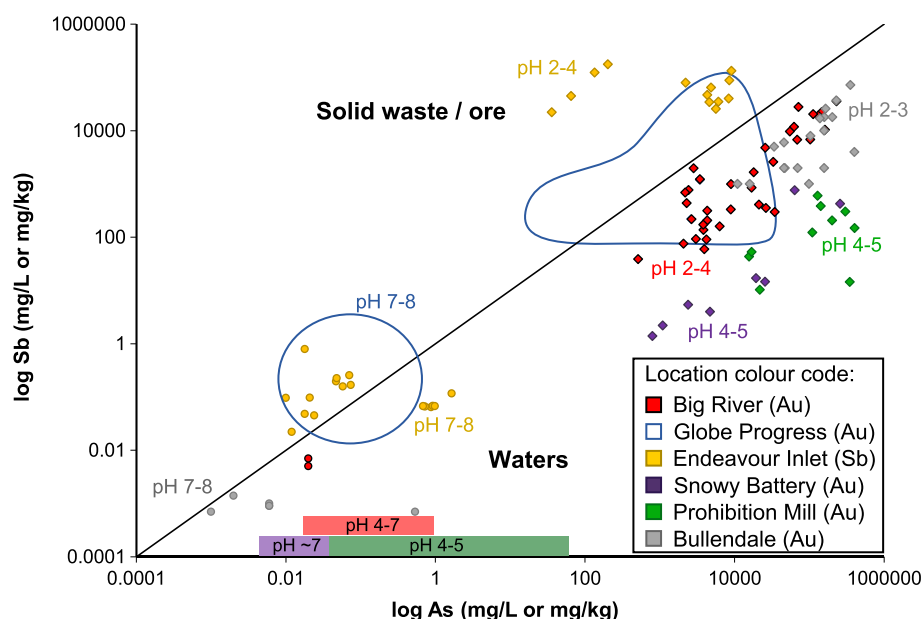 1000000
pH 2-4
Solid waste / ore
10000
pH 2-3
100
pH 4-5
pH 2-4
pH 7-8
1
pH 4-5
Location colour code:
Big River (Au)
Globe Progress (Au)
Endeavour Inlet (Sb)
Snowy Battery (Au)
Prohibition Mill (Au)
Bullendale (Au)
pH 7-8
0.01
Waters
pH 7-8
pH 4-7
pH ~7
pH 4-5
0.0001
0.0001
0.01
1
100
10000
1000000
log As (mg/L or mg/kg)
log Sb (mg/L or mg/kg)